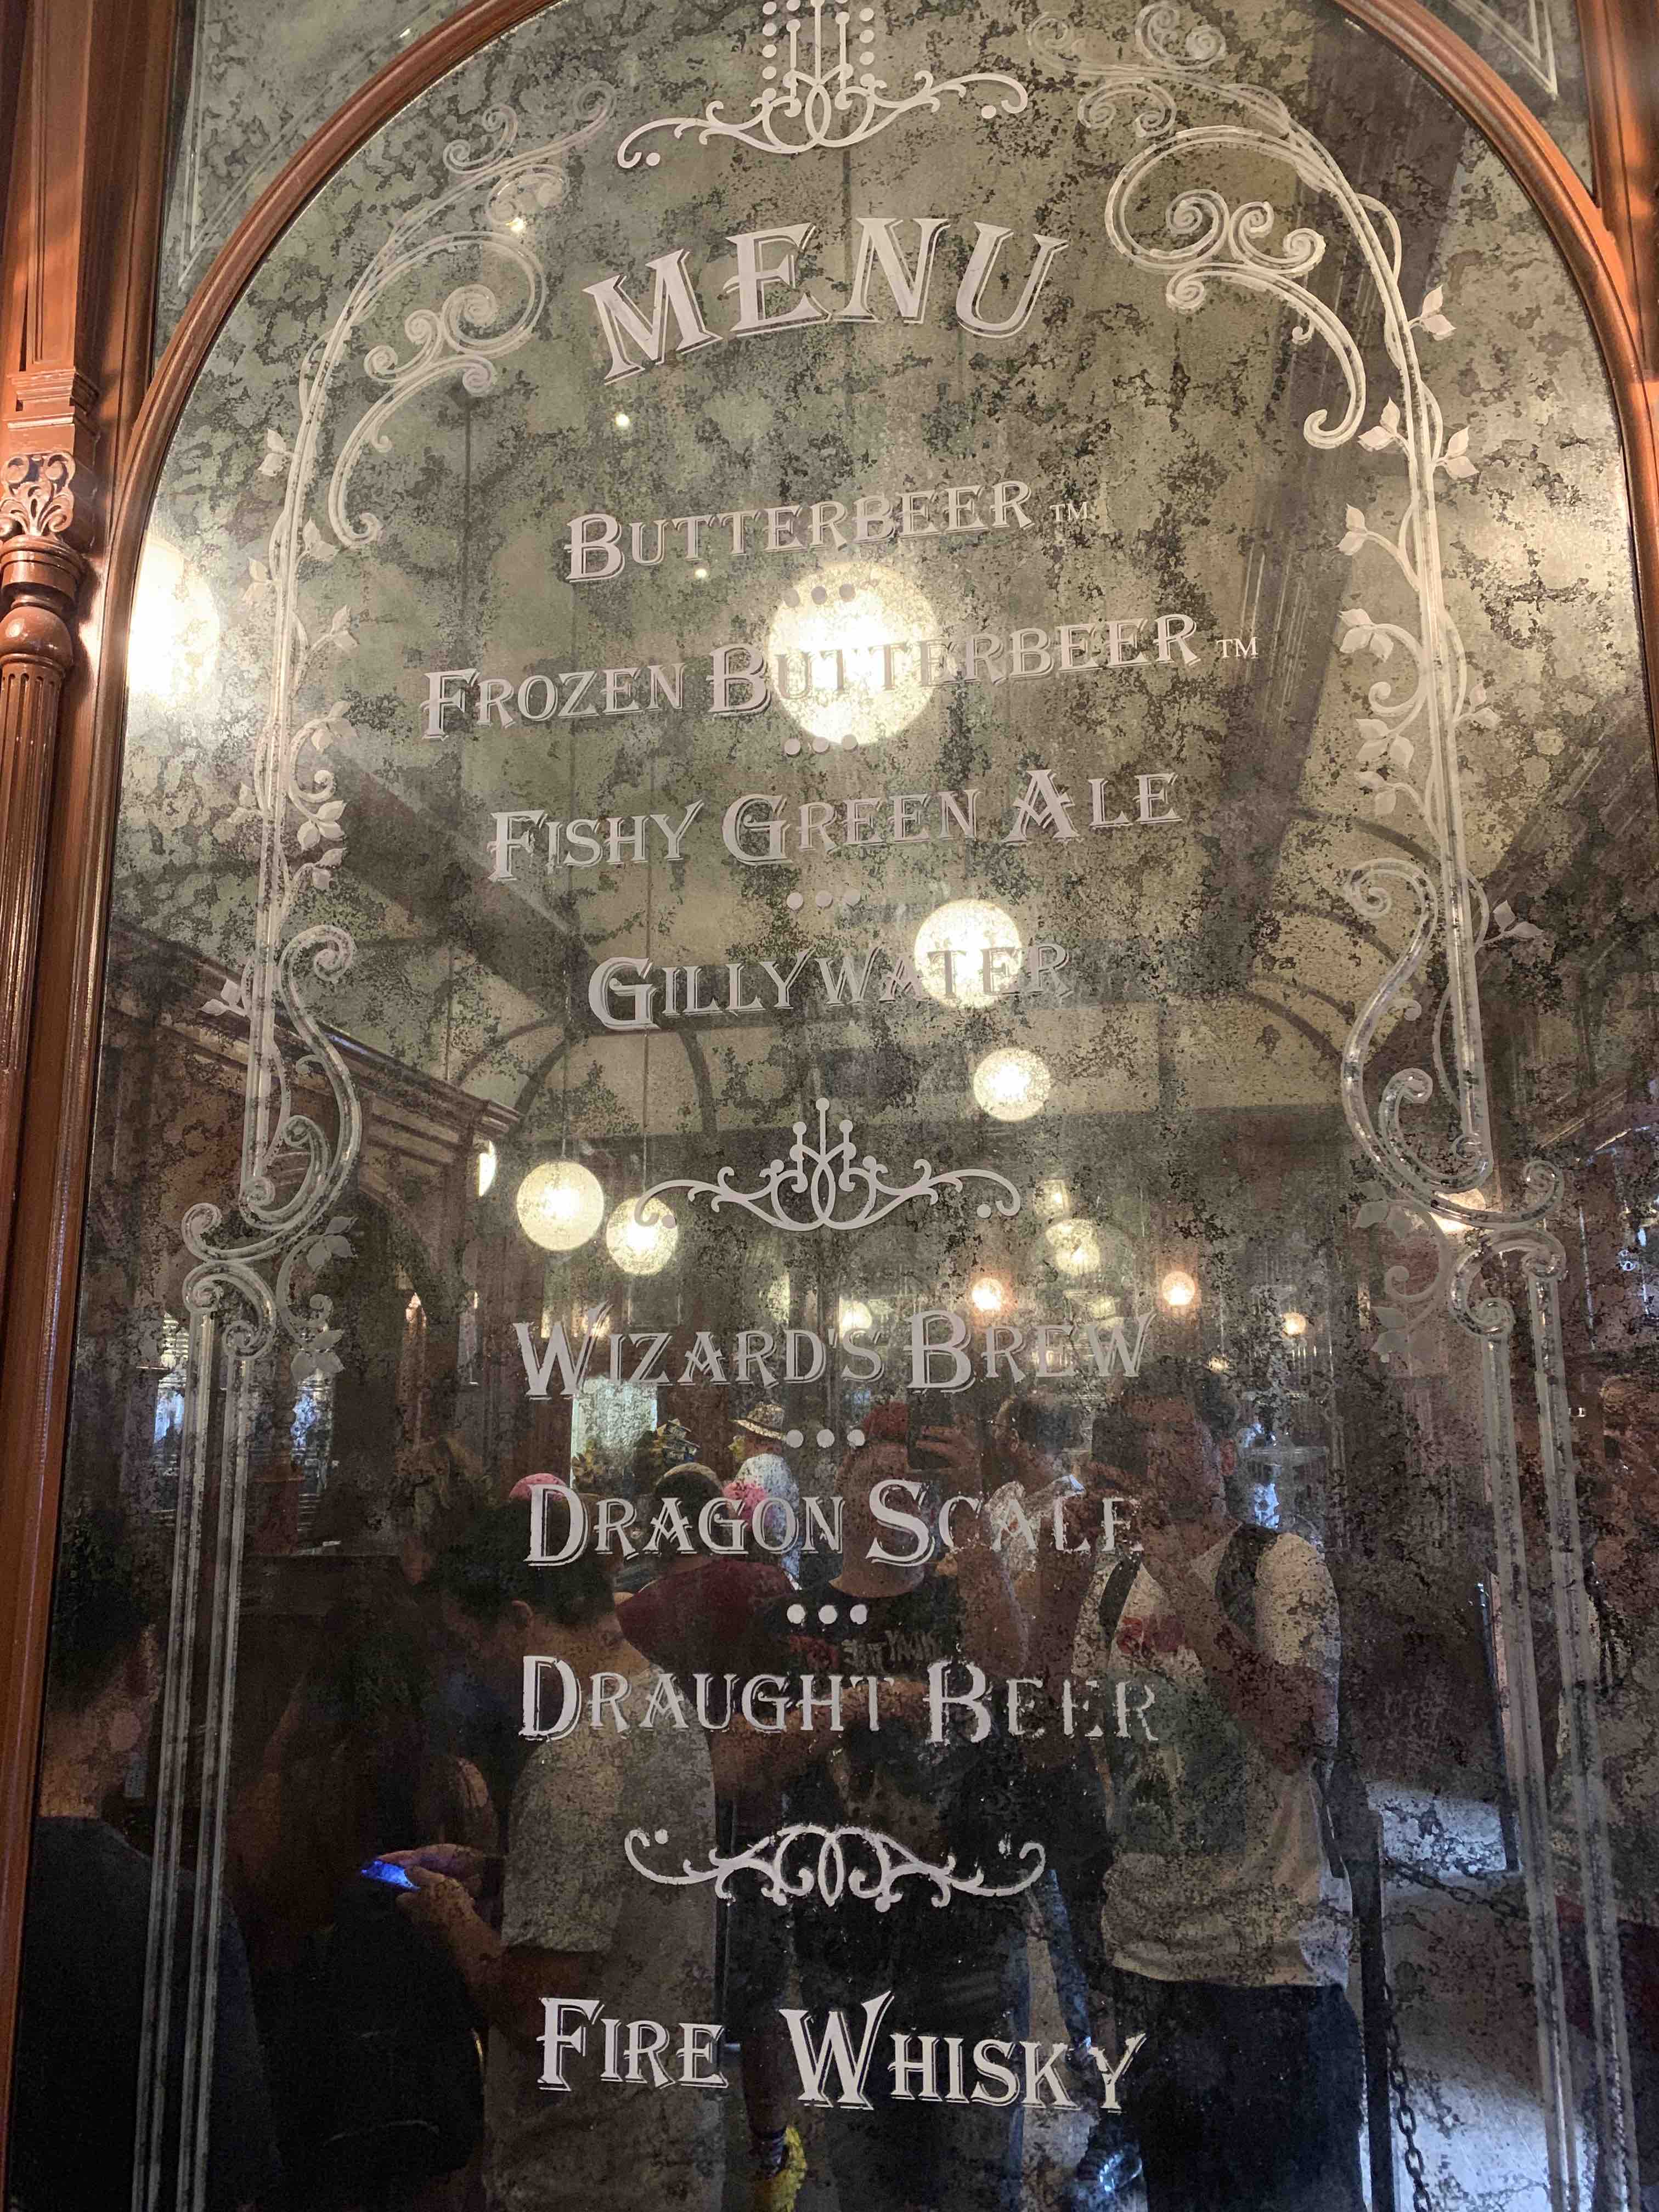 MENU
BUTTERBEER™
FROZEN BUTTERBEER™
FISHY GREEN ALE
GILLYWATER
WIZARD'S BREW
DRAGON SCALE
DRAUGHT BEER
FIRE WHISKY